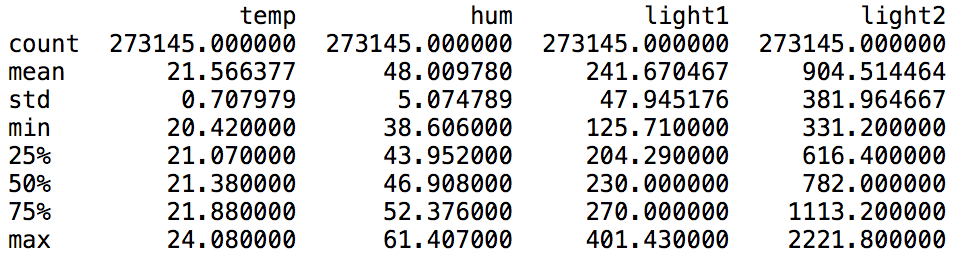 temp hum light1 light2
count 273145.000000 273145.000000 273145.000000 273145.000000
mean 21.566377 48.009780 241.670467 904.514464
std 0.707979 5.074789 47.945176 381.964667
min 20.420000 38.606000 125.710000 331.200000
25% 21.070000 43.952000 204.290000 616.400000
50% 21.380000 46.908000 230.000000 782.000000
75% 21.880000 52.376000 270.000000 1113.200000
max 24.080000 61.407000 401.430000 2221.800000